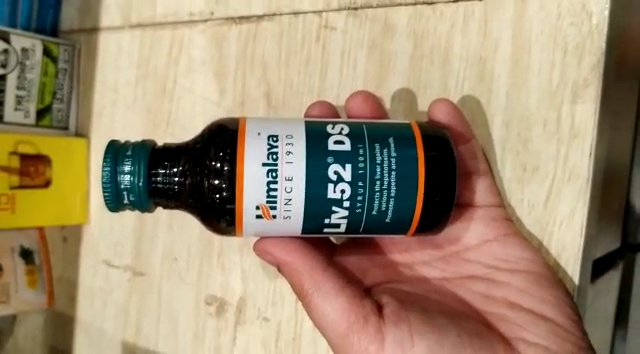 Himalaya
SINCE 1930
Liv.52® DS
SYRUP 100ml
Protects the liver against
various hepatotoxins
Promotes appetite and growth